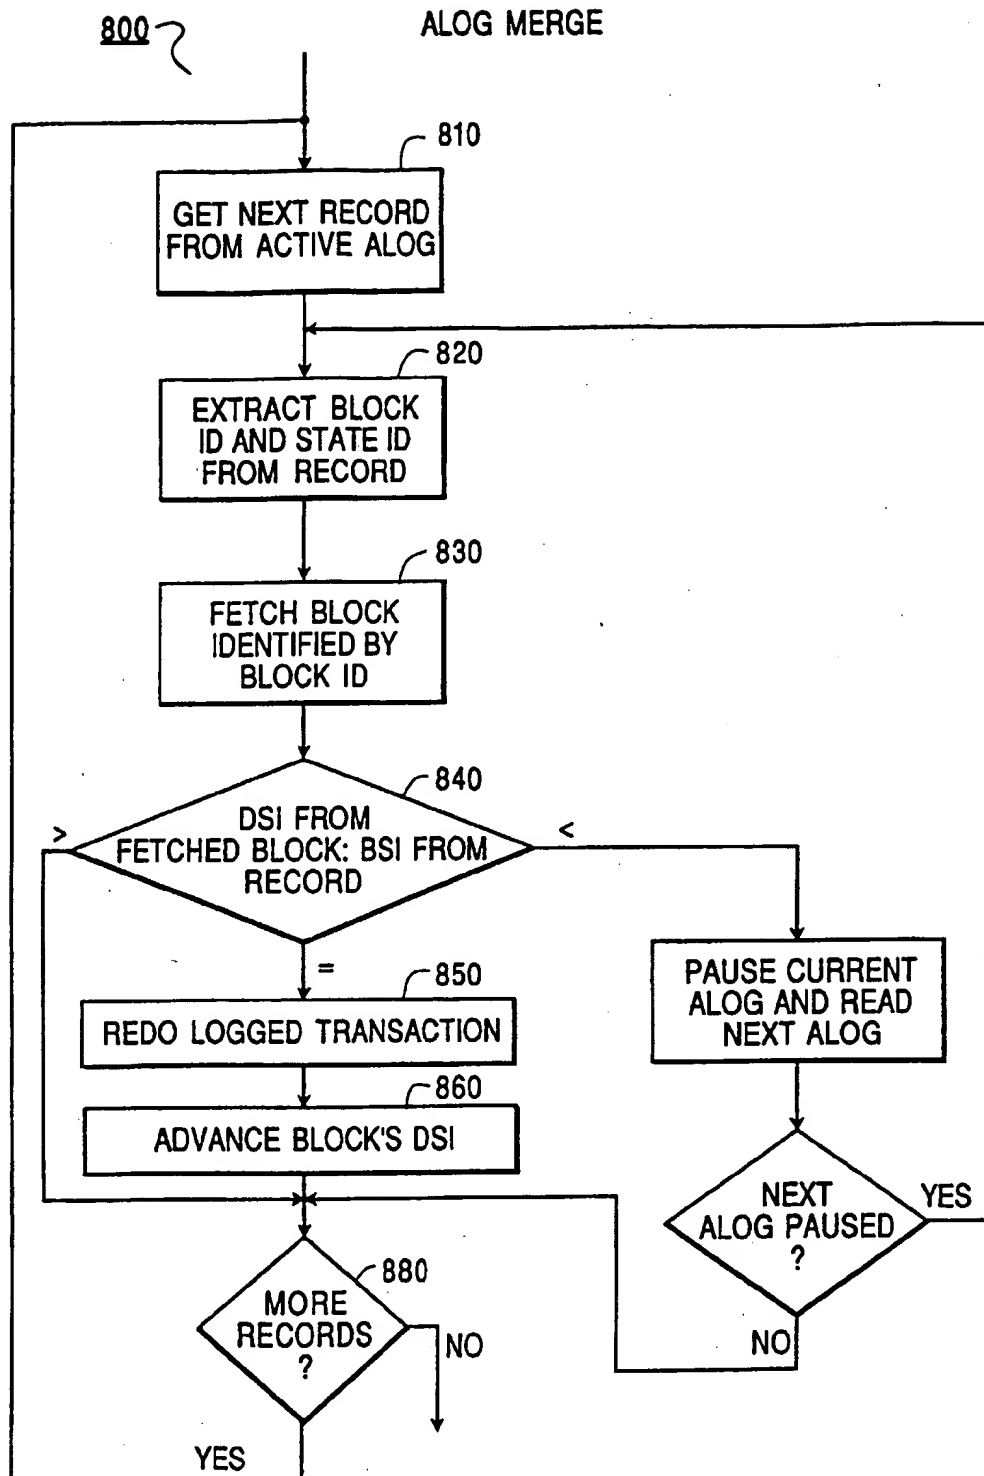 800
ALOG MERGE
810
GET NEXT RECORD
FROM ACTIVE ALOG
820
EXTRACT BLOCK
ID AND STATE ID
FROM RECORD
830
FETCH BLOCK
IDENTIFIED BY
BLOCK ID
840
DSI FROM
FETCHED BLOCK: BSI FROM
RECORD
>
<
=
850
REDO LOGGED TRANSACTION
860
ADVANCE BLOCK'S DSI
PAUSE CURRENT
ALOG AND READ
NEXT ALOG
NEXT
ALOG PAUSED
?
YES
NO
880
MORE
RECORDS
?
NO
YES